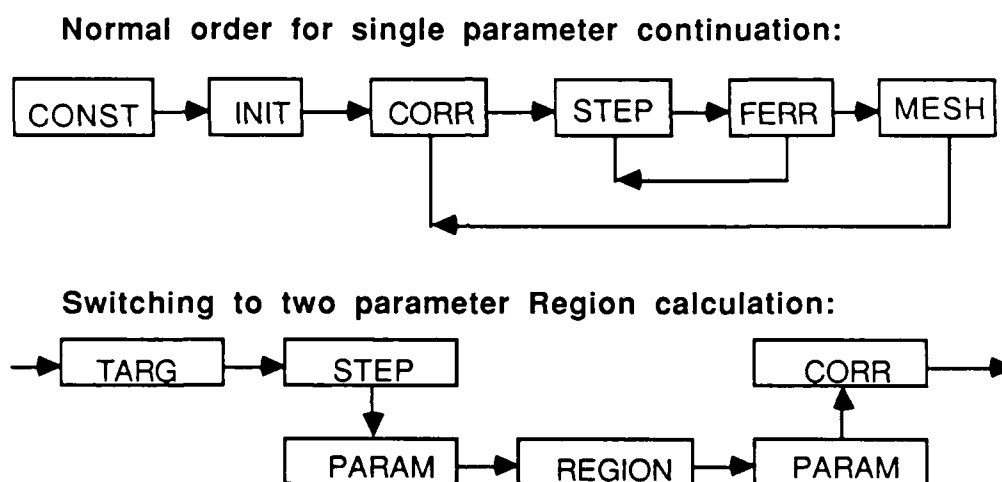 Normal order for single parameter continuation:
CONST INIT CORR STEP FERR MESH
Switching to two parameter Region calculation:
TARG STEP CORR
PARAM REGION PARAM